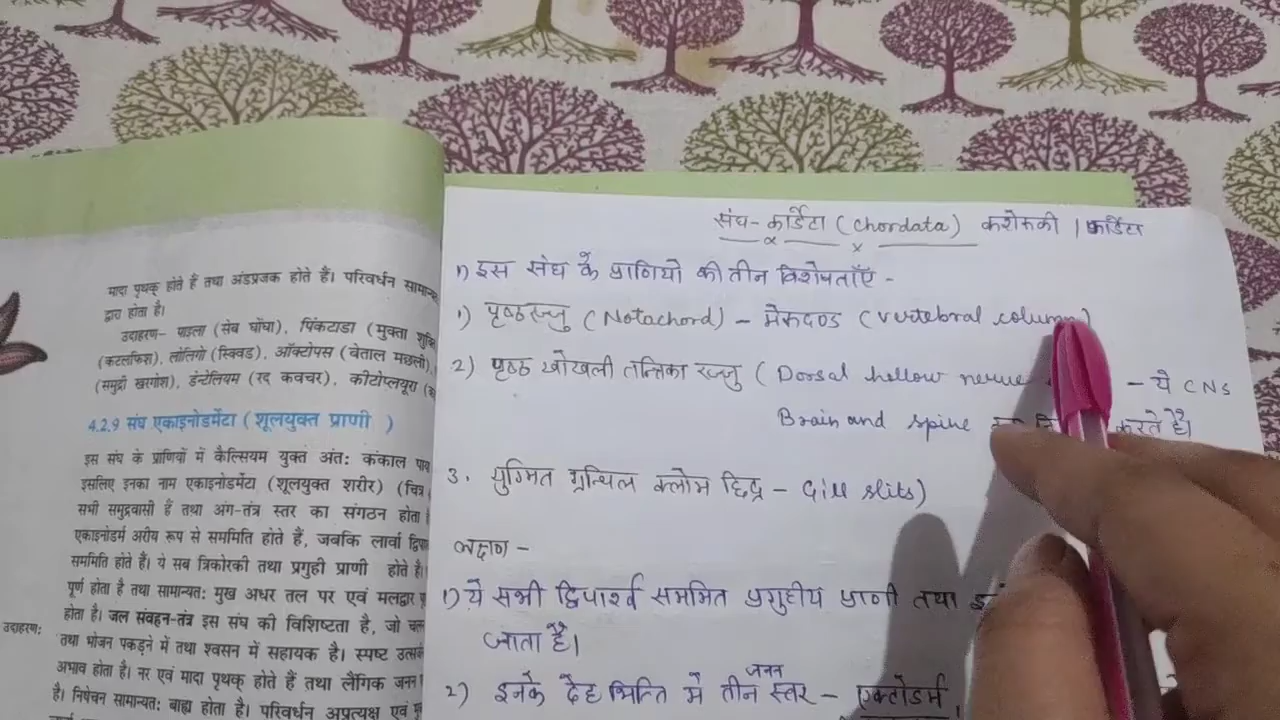 मादा पृथक् होते हैं तथा अंडप्रजक होते हैं। परिवर्धन सामान्य
द्वारा होता है।
उदाहरण- पाइला (सेब घोंघा), पिंकटाडा (मुक्ता शुक्ति
(कटलफिश), लोलिगो (स्क्विड), ऑक्टोपस (बेताल मछली),
(समुद्री खरगोश), डेन्टेलियम (रद कवचर), कीटोप्लयूरा
4.2.9 संघ एकाइनोडर्मेटा (शूलयुक्त प्राणी )
इस संघ के प्राणियों में कैल्सियम युक्त अंत: कंकाल पाय
इसलिए इनका नाम एकाइनोडर्मेटा (शूलयुक्त शरीर) (चित्र
सभी समुद्रवासी हैं तथा अंग-तंत्र स्तर का संगठन होता
एकाइनोडर्म अरीय रूप से सममिति होते हैं, जबकि लार्वा द्विपा
सममिति होते हैं। ये सब त्रिकोरकी तथा प्रगुही प्राणी होते है।
पूर्ण होता है तथा सामान्यत: मुख अधर तल पर एवं मलद्वार
होता है। जल संवहन-तंत्र इस संघ की विशिष्टता है, जो
तथा भोजन पकड़ने में तथा श्वसन में सहायक है। स्पष्ट उत्सर्ज
अभाव होता है। नर एवं मादा पृथक् होते हैं तथा लैंगिक जनन
है। निषेचन सामान्यत: बाह्य होता है। परिवर्धन अप्रत्यक्ष एवं
उदाहरण:
संघ- कार्डेटा (Chordata) कशेरुकी | कार्डेटा
1) इस संघ के प्राणियो की तीन विशेषताएँ -
1) पृष्ठरज्जु (Notachord) - मेरुदण्ड (Vertebral column)
2) पृष्ठ खोखली तन्त्रिका रज्जु (Dorsal hollow nerve - ये CNS
Brain and spine करते है।
3. युग्मित ग्रन्थिल क्लोम छिद्र - Gill slits)
लक्षण -
1) ये सभी द्विपार्श्व सममित प्रगुहीय प्राणी तथा
जाता है।
2) इनके देह भित्ति मे तीन जनन स्तर - एक्टोडर्म,